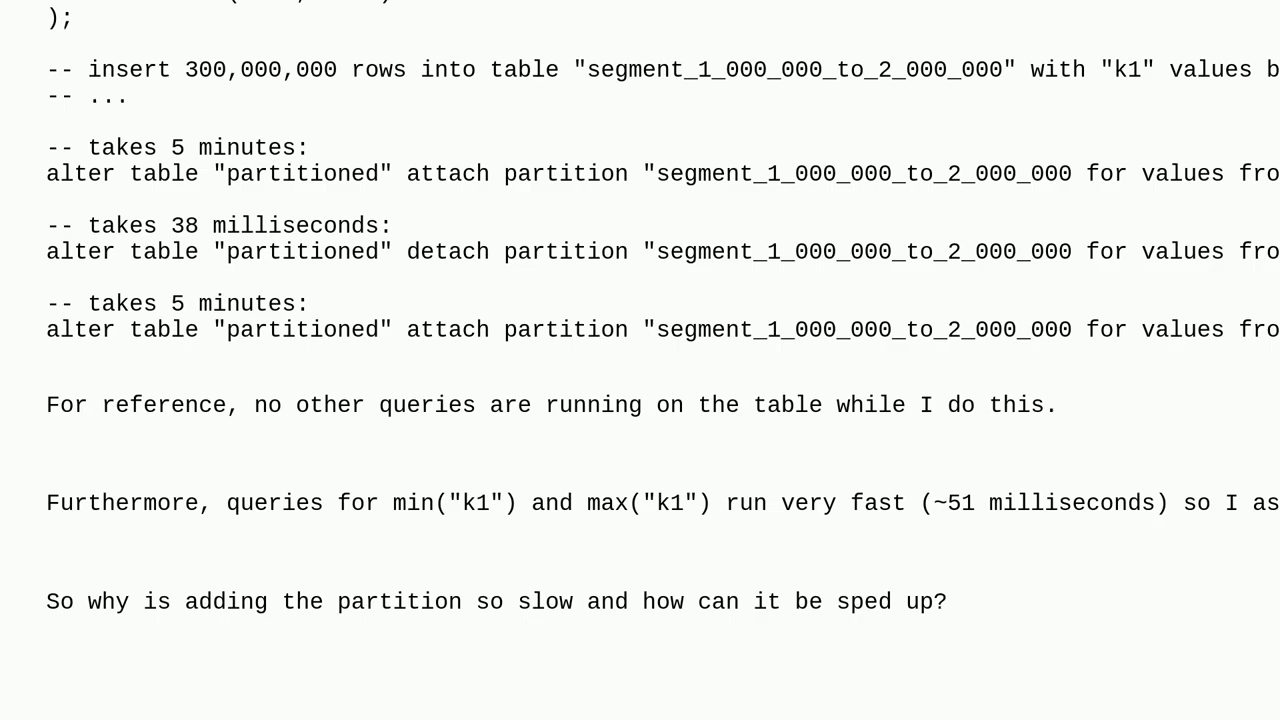 );
-- insert 300,000,000 rows into table "segment_1_000_000_to_2_000_000" with "k1" values b
-- ...
-- takes 5 minutes:
alter table "partitioned" attach partition "segment_1_000_000_to_2_000_000 for values fro
-- takes 38 milliseconds:
alter table "partitioned" detach partition "segment_1_000_000_to_2_000_000 for values fro
-- takes 5 minutes:
alter table "partitioned" attach partition "segment_1_000_000_to_2_000_000 for values fro
For reference, no other queries are running on the table while I do this.
Furthermore, queries for min("k1") and max("k1") run very fast (~51 milliseconds) so I as
So why is adding the partition so slow and how can it be sped up?